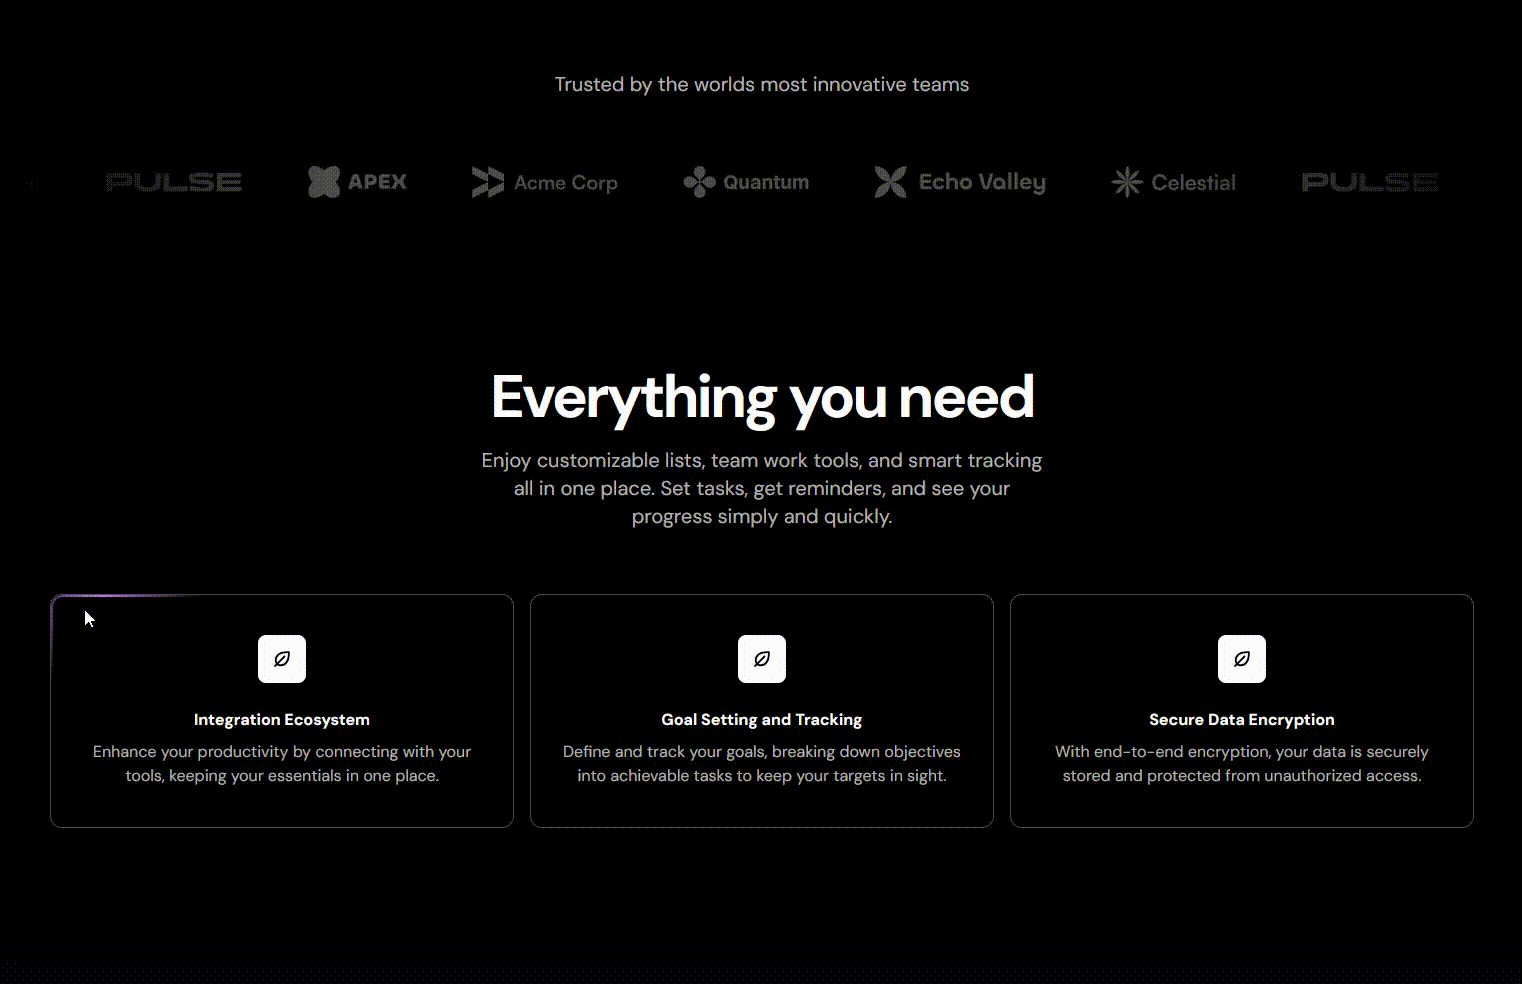 Trusted by the worlds most innovative teams
PULSE APEX Acme Corp Quantum Echo Valley Celestial PULSE
Everything you need
Enjoy customizable lists, team work tools, and smart tracking
all in one place. Set tasks, get reminders, and see your
progress simply and quickly.
Integration Ecosystem
Enhance your productivity by connecting with your
tools, keeping your essentials in one place.
Goal Setting and Tracking
Define and track your goals, breaking down objectives
into achievable tasks to keep your targets in sight.
Secure Data Encryption
With end-to-end encryption, your data is securely
stored and protected from unauthorized access.